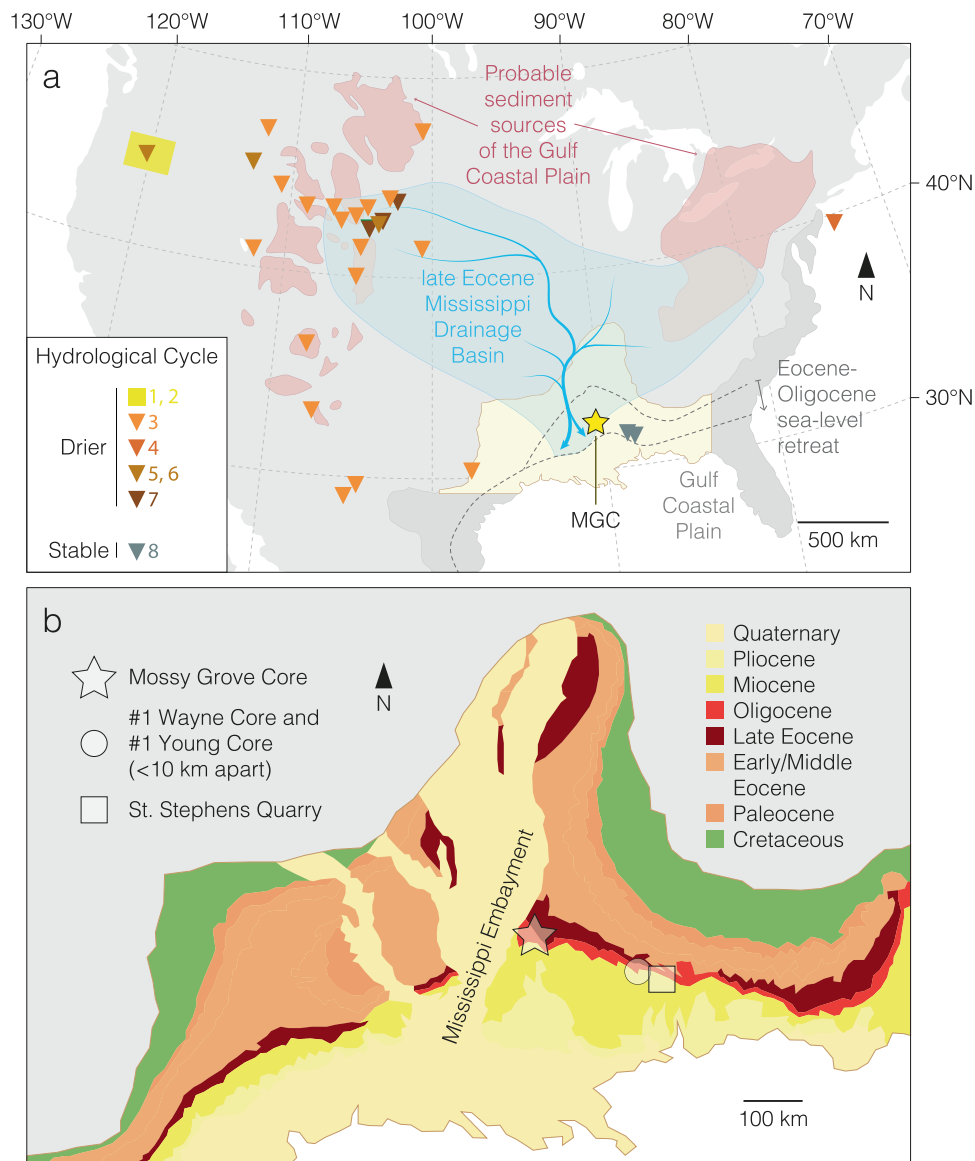 130°W 120°W 110°W 100°W 90°W 80°W 70°W
a
Probable
sediment
sources
of the Gulf
Coastal Plain
40°N
N
late Eocene
Mississippi
Drainage
Basin
Hydrological Cycle
1, 2
3
Drier
4
5, 6
7
Stable
8
Eocene-
Oligocene
sea-level
retreat
30°N
Gulf
Coastal
Plain
MGC
500 km
b
Mossy Grove Core
#1 Wayne Core and
#1 Young Core
(<10 km apart)
St. Stephens Quarry
N
Quaternary
Pliocene
Miocene
Oligocene
Late Eocene
Early/Middle
Eocene
Paleocene
Cretaceous
Mississippi Embayment
100 km